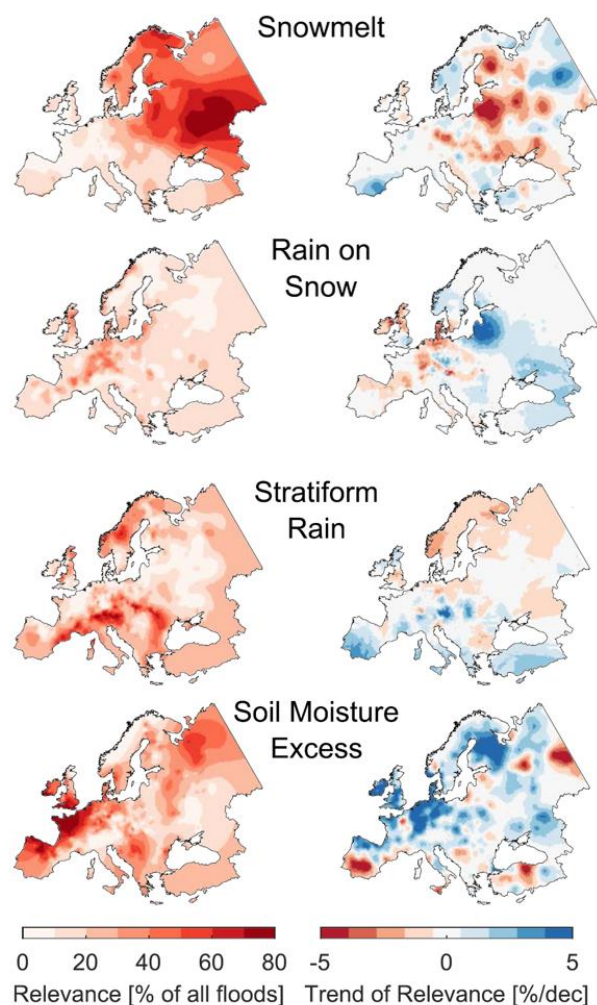 Snowmelt
Rain on
Snow
Stratiform
Rain
Soil Moisture
Excess
0 20 40 60 80
Relevance [% of all floods]
-5 0 5
Trend of Relevance [%/dec]